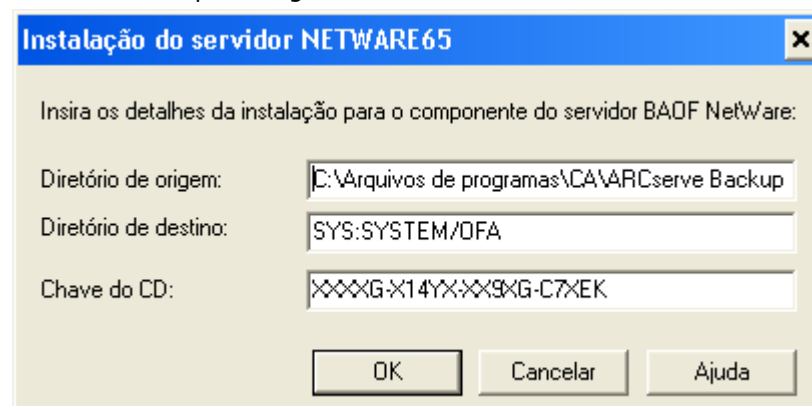 Instalação do servidor NETWARE65
Insira os detalhes da instalação para o componente do servidor BAOF NetWare:
Diretório de origem: C:\Arquivos de programas\CA\ARCserve Backup
Diretório de destino: SYS:SYSTEM/OFA
Chave do CD: XXXXG-X14YX-XX9XG-C7XEK
OK Cancelar Ajuda